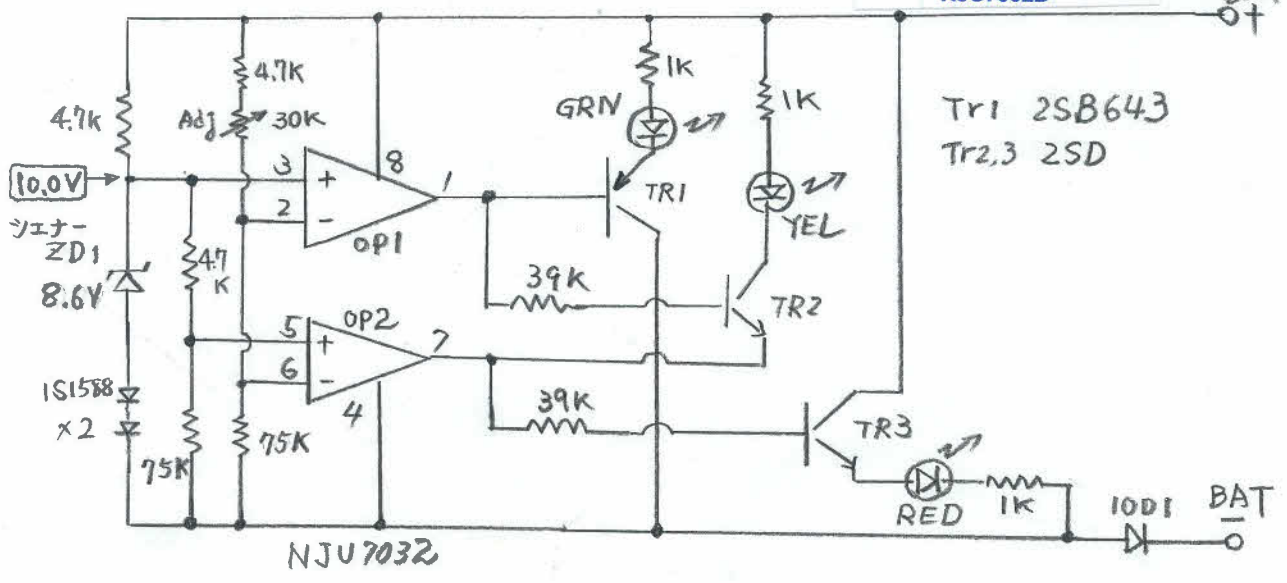 +
4.7K
4.7K
Adj 30K
10.0V
シェナー
ZD1
8.6V
1S1588
×2
4.7
K
75K
75K
3
2
+
-
8
1
OP1
OP2
5
6
+
-
4
7
NJU7032
1K
GRN
TR1
1K
YEL
39K
TR2
39K
TR3
RED
1K
10D1
BAT
-
Tr1 2SB643
Tr2,3 2SD